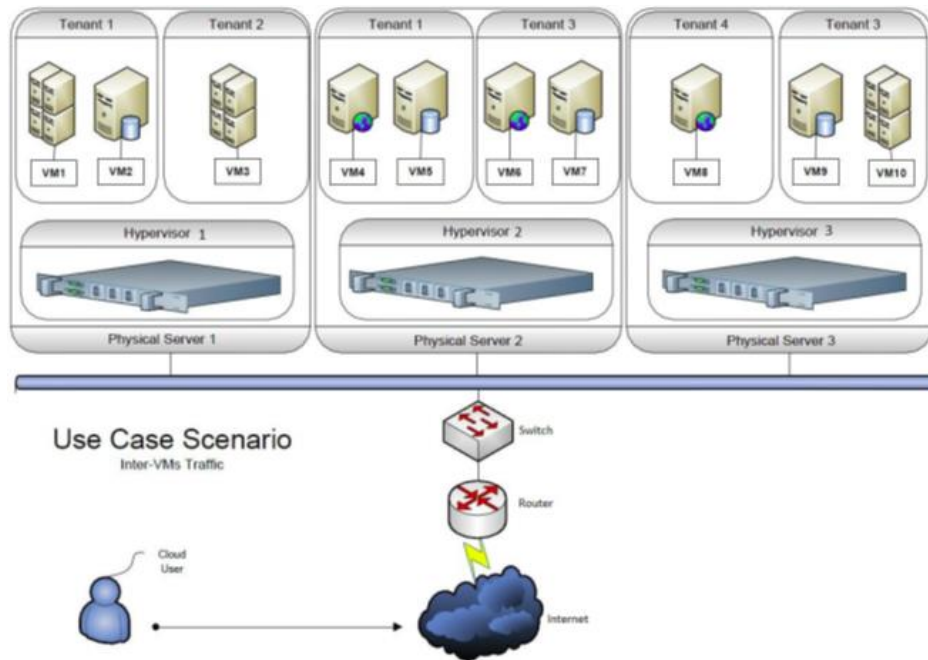 Tenant 1 Tenant 2 Tenant 1 Tenant 3 Tenant 4 Tenant 3
VM1 VM2 VM3 VM4 VM5 VM6 VM7 VM8 VM9 VM10
Hypervisor 1 Hypervisor 2 Hypervisor 3
Physical Server 1 Physical Server 2 Physical Server 3
Switch
Use Case Scenario
Inter-VMs Traffic
Router
Cloud
User
Internet